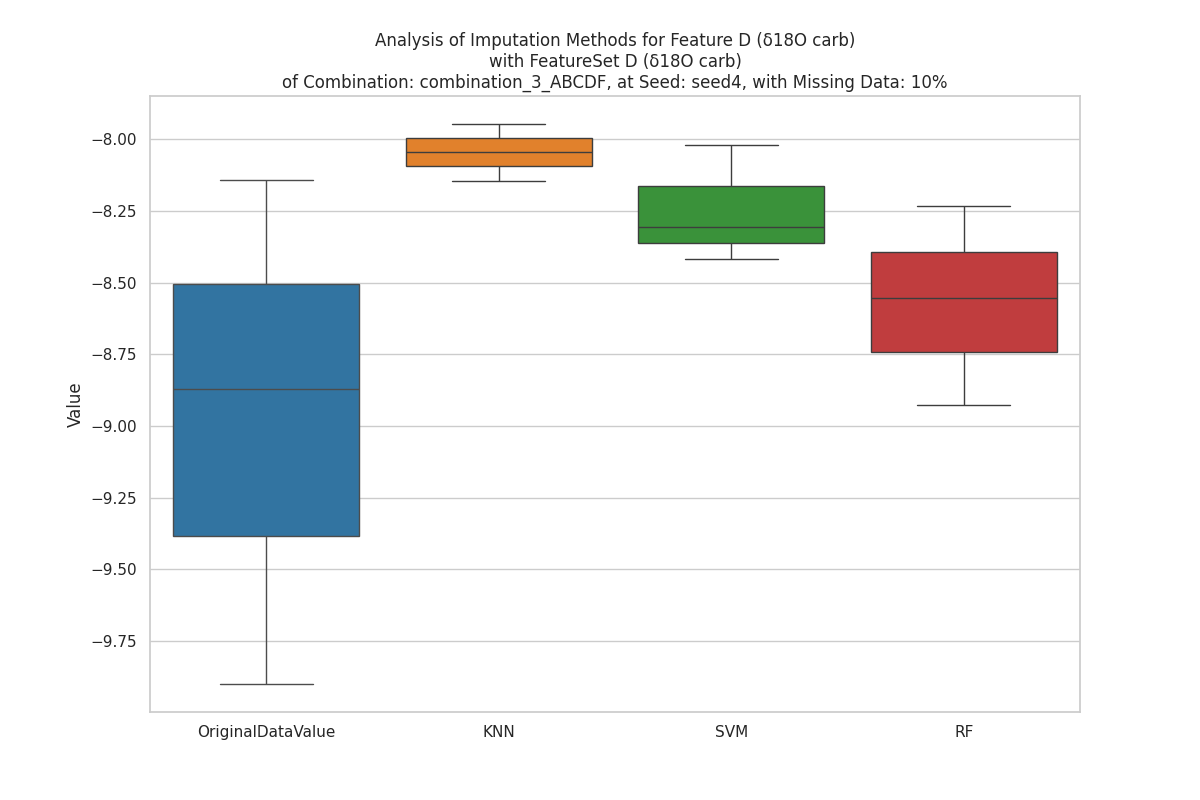 Analysis of Imputation Methods for Feature D (δ18O carb)
with FeatureSet D (δ18O carb)
of Combination: combination_3_ABCDF, at Seed: seed4, with Missing Data: 10%
Value
−8.00
−8.25
−8.50
−8.75
−9.00
−9.25
−9.50
−9.75
OriginalDataValue
KNN
SVM
RF